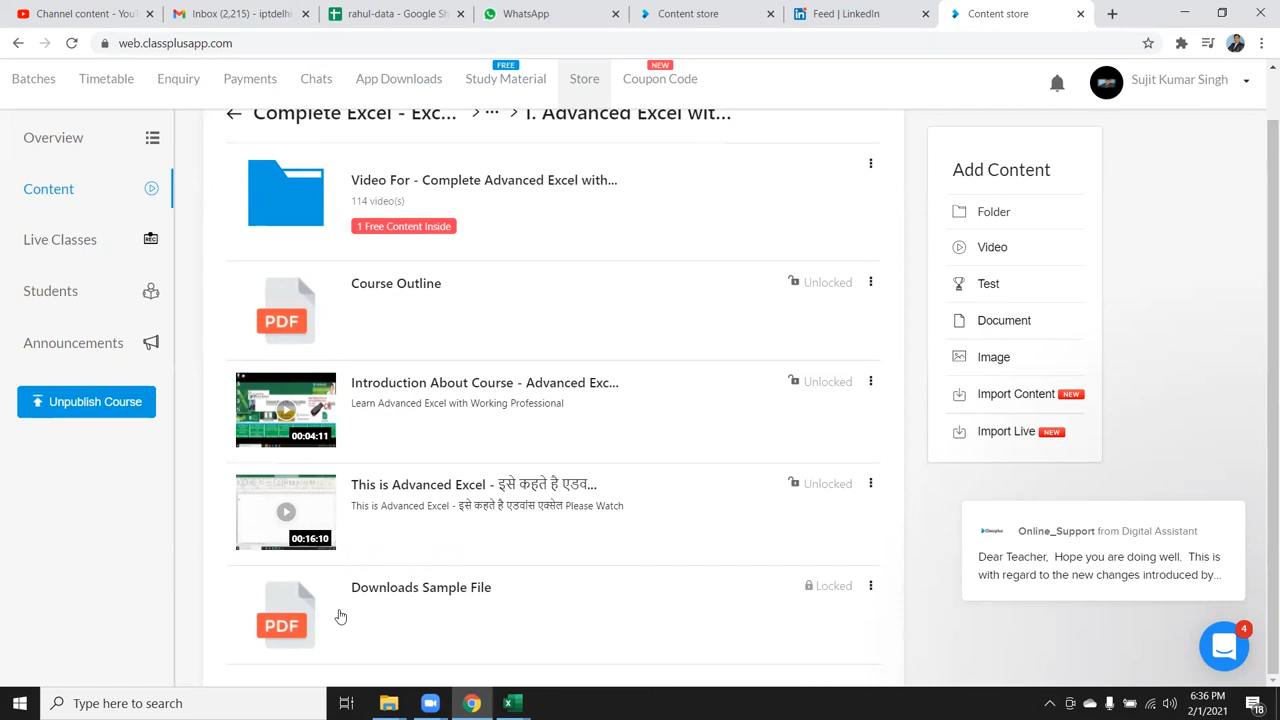 Classplus.com - YouT
Inbox (2,215) - iptdelhi
rahul-data - Google Sh
WhatsApp
Content store
Feed | LinkedIn
Content store
web.classplusapp.com
FREE
NEW
Batches
Timetable
Enquiry
Payments
Chats
App Downloads
Study Material
Store
Coupon Code
Sujit Kumar Singh
Complete Excel - Exc... > ... > 1. Advanced Excel wit...
Overview
Content
Live Classes
Students
Announcements
Unpublish Course
Video For - Complete Advanced Excel with...
114 video(s)
1 Free Content Inside
PDF
Course Outline
Unlocked
Introduction About Course - Advanced Exc...
Unlocked
Learn Advanced Excel with Working Professional
00:04:11
This is Advanced Excel - इसे कहते है एडव...
Unlocked
This is Advanced Excel - इसे कहते है एडवांस एक्सेल Please Watch
00:16:10
Downloads Sample File
Locked
PDF
Add Content
Folder
Video
Test
Document
Image
Import Content NEW
Import Live NEW
Online_Support from Digital Assistant
Dear Teacher, Hope you are doing well. This is
with regard to the new changes introduced by...
4
Type here to search
6:36 PM
2/1/2021
18